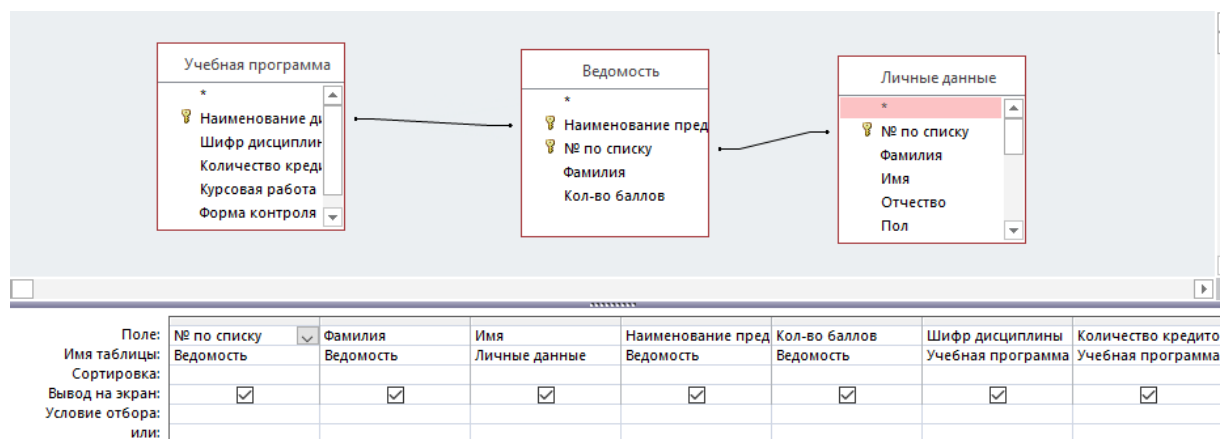 Учебная программа
*
Наименование ди
Шифр дисциплин
Количество креди
Курсовая работа
Форма контроля
Ведомость
*
Наименование пред
№ по списку
Фамилия
Кол-во баллов
Личные данные
*
№ по списку
Фамилия
Имя
Отчество
Пол
Поле: № по списку Фамилия Имя Наименование пред Кол-во баллов Шифр дисциплины Количество кредито
Имя таблицы: Ведомость Ведомость Личные данные Ведомость Ведомость Учебная программа Учебная программа
Сортировка:
Вывод на экран:
Условие отбора:
или: